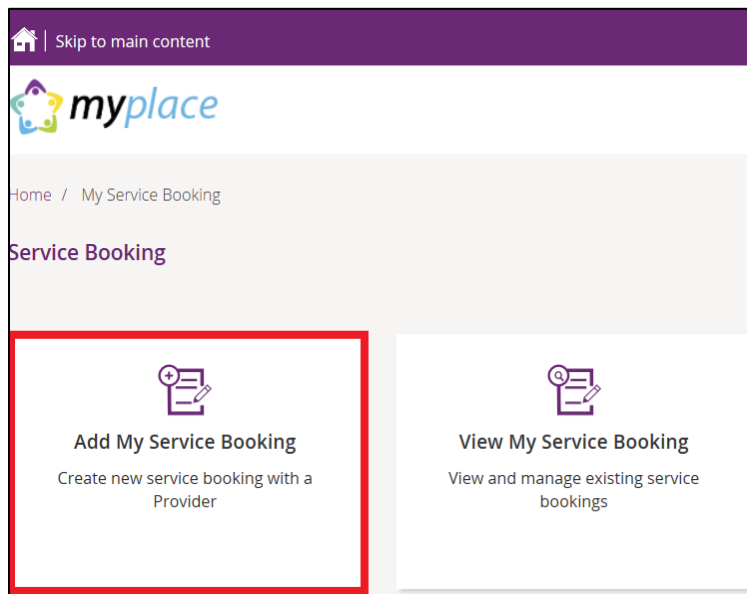 Skip to main content
myplace
Home / My Service Booking
Service Booking
Add My Service Booking
Create new service booking with a
Provider
View My Service Booking
View and manage existing service
bookings